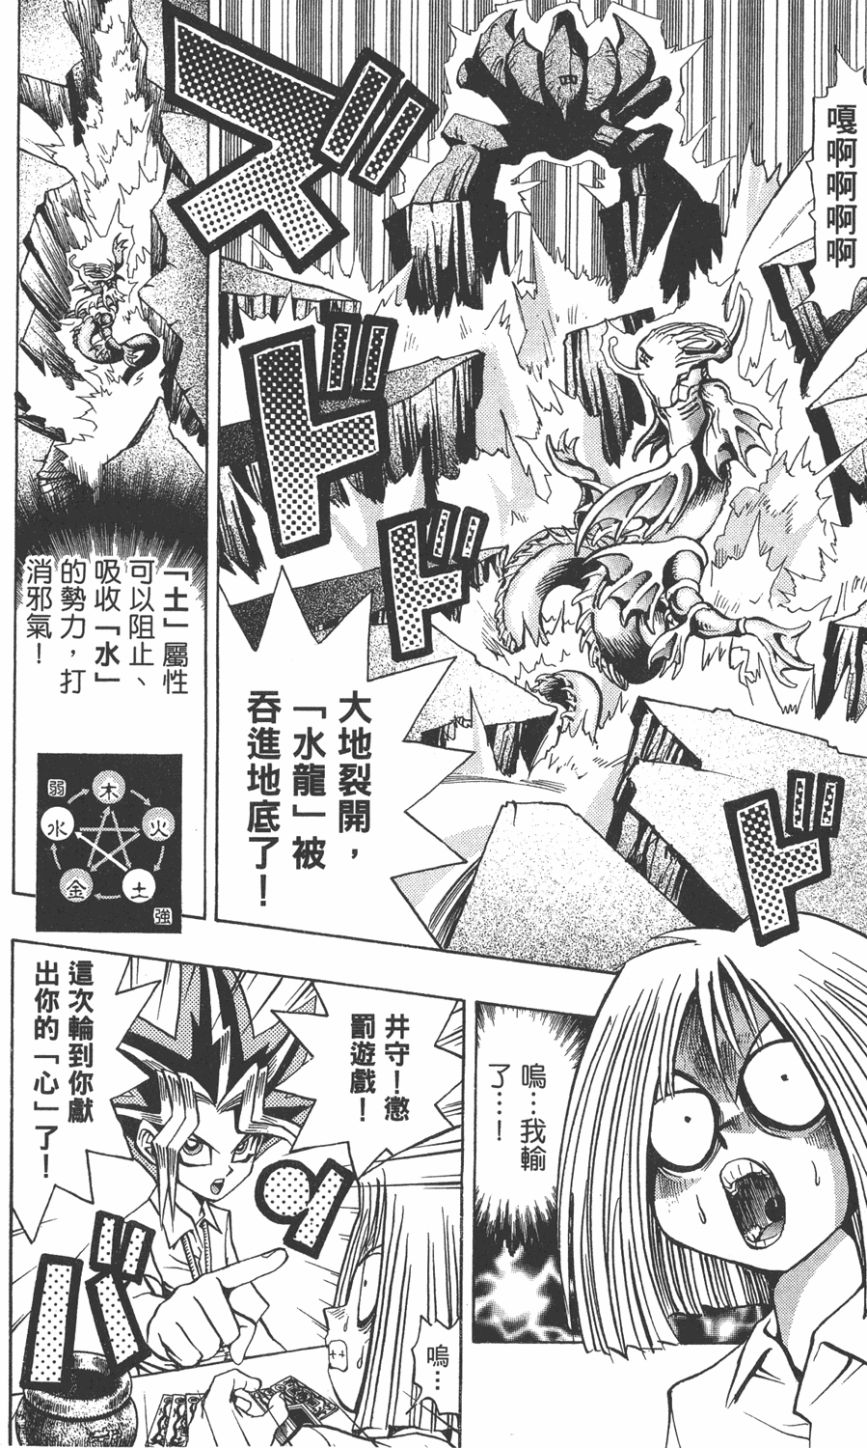 嘎啊啊啊啊
ズ
ド
ド
ド
大地裂開，
「水龍」被
吞進地底了！
「土」屬性
可以阻止、
吸收「水」
的勢力，打
消邪氣！
弱
木
水
火
金
土
強
嗚…我輸
了…！
井守！懲
罰遊戲！
這次輪到你獻
出你的「心」了！
嗚…